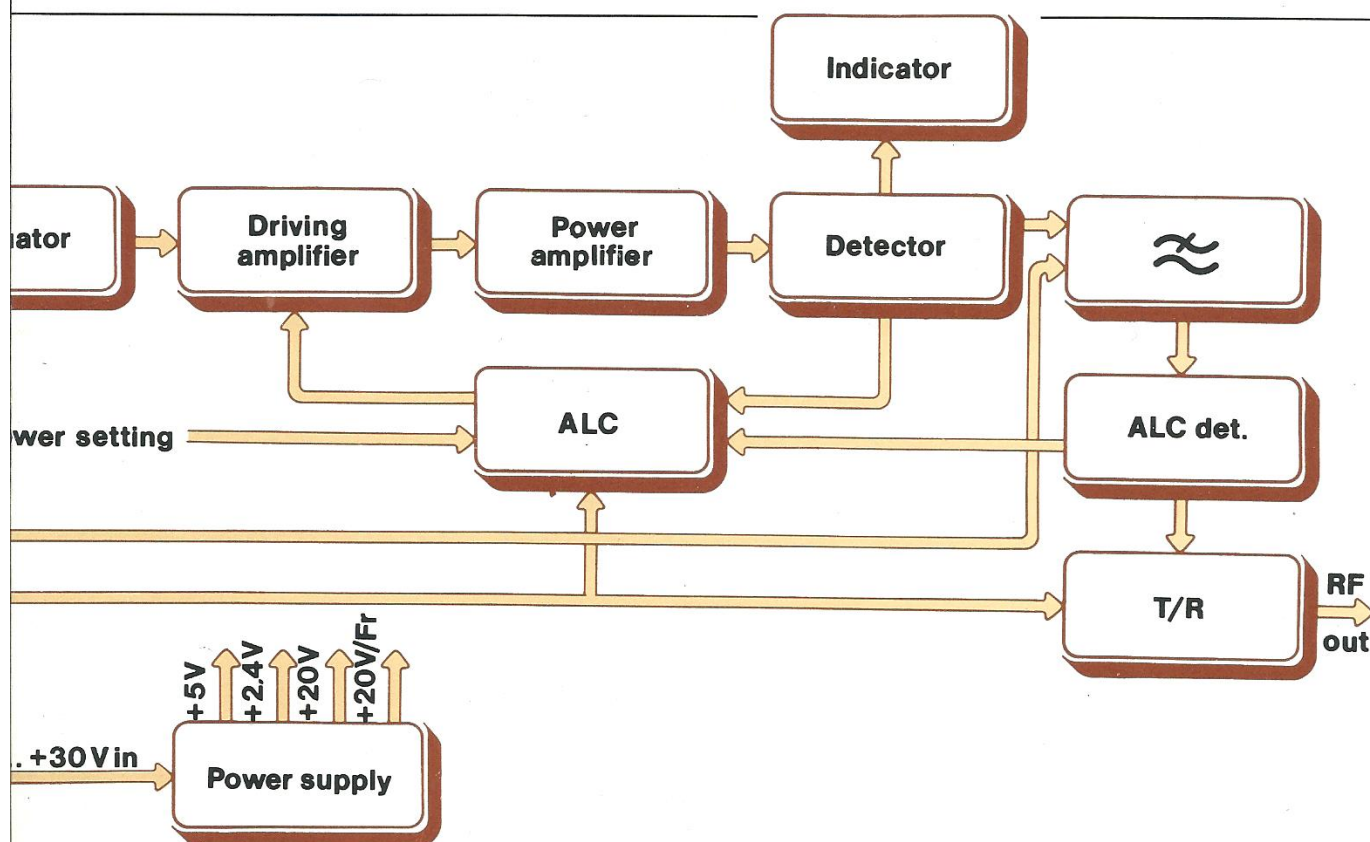 Indicator
uator
Driving
amplifier
Power
amplifier
Detector
ower setting
ALC
ALC det.
T/R
RF
out
+5V
+2.4V
+20V
+20V/Fr
. +30V in
Power supply